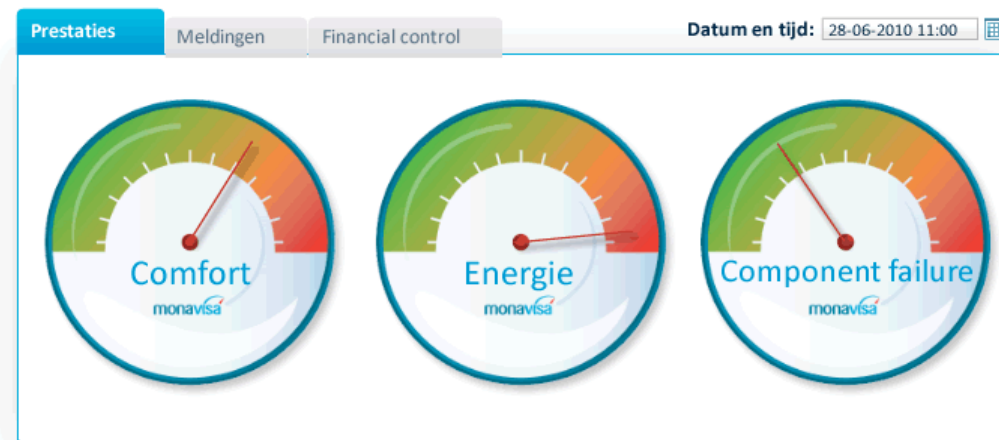 Prestaties
Meldingen
Financial control
Datum en tijd: 28-06-2010 11:00
Comfort
monavisa
Energie
monavisa
Component failure
monavisa